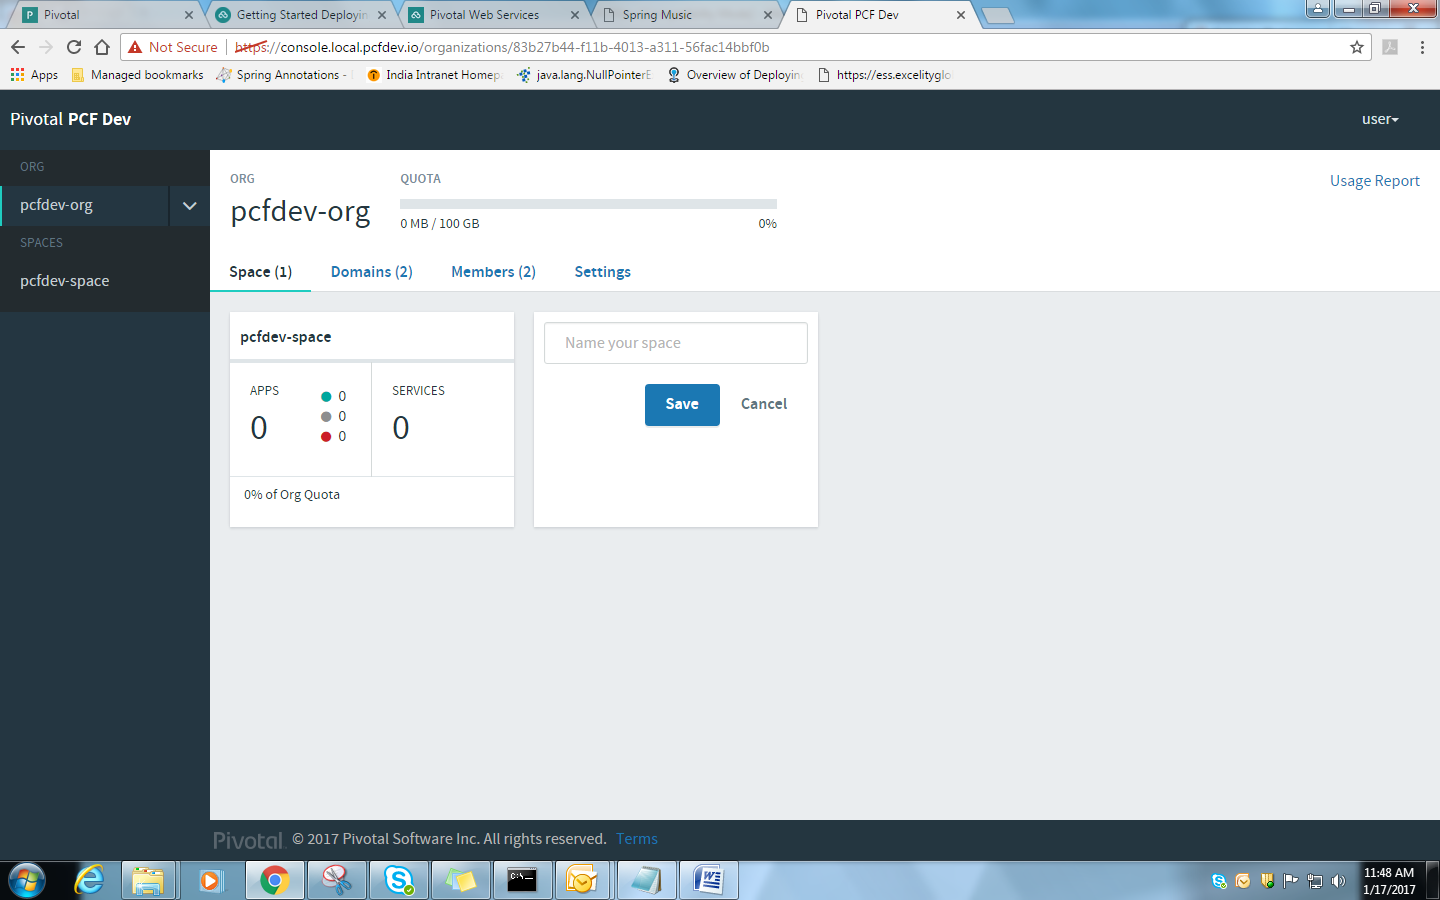 Pivotal
Getting Started Deployin
Pivotal Web Services
Spring Music
Pivotal PCF Dev
Not Secure
https://console.local.pcfdev.io/organizations/83b27b44-f11b-4013-a311-56fac14bbf0b
Apps
Managed bookmarks
Spring Annotations -
India Intranet Homep
java.lang.NullPointerE
Overview of Deployin
https://ess.excelityglo
Pivotal PCF Dev
user
ORG
pcfdev-org
SPACES
pcfdev-space
ORG
pcfdev-org
QUOTA
0 MB / 100 GB
0%
Usage Report
Space (1)
Domains (2)
Members (2)
Settings
pcfdev-space
APPS
0
0
0
0
SERVICES
0
0% of Org Quota
Name your space
Save
Cancel
Pivotal
© 2017 Pivotal Software Inc. All rights reserved.
Terms
11:48 AM
1/17/2017